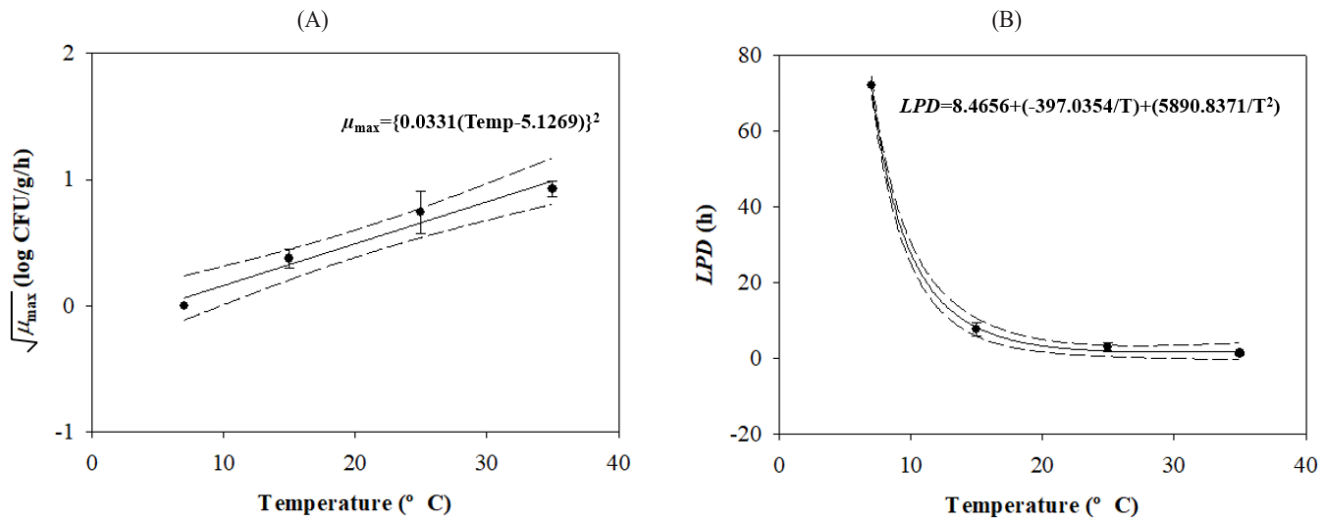 (A)
2
1
0
-1
√μmax (log CFU/g/h)
μmax={0.0331(Temp-5.1269)}²
0 10 20 30 40
Temperature (º C)
(B)
80
60
40
20
0
-20
LPD (h)
LPD=8.4656+(-397.0354/T)+(5890.8371/T²)
0 10 20 30 40
Temperature (º C)